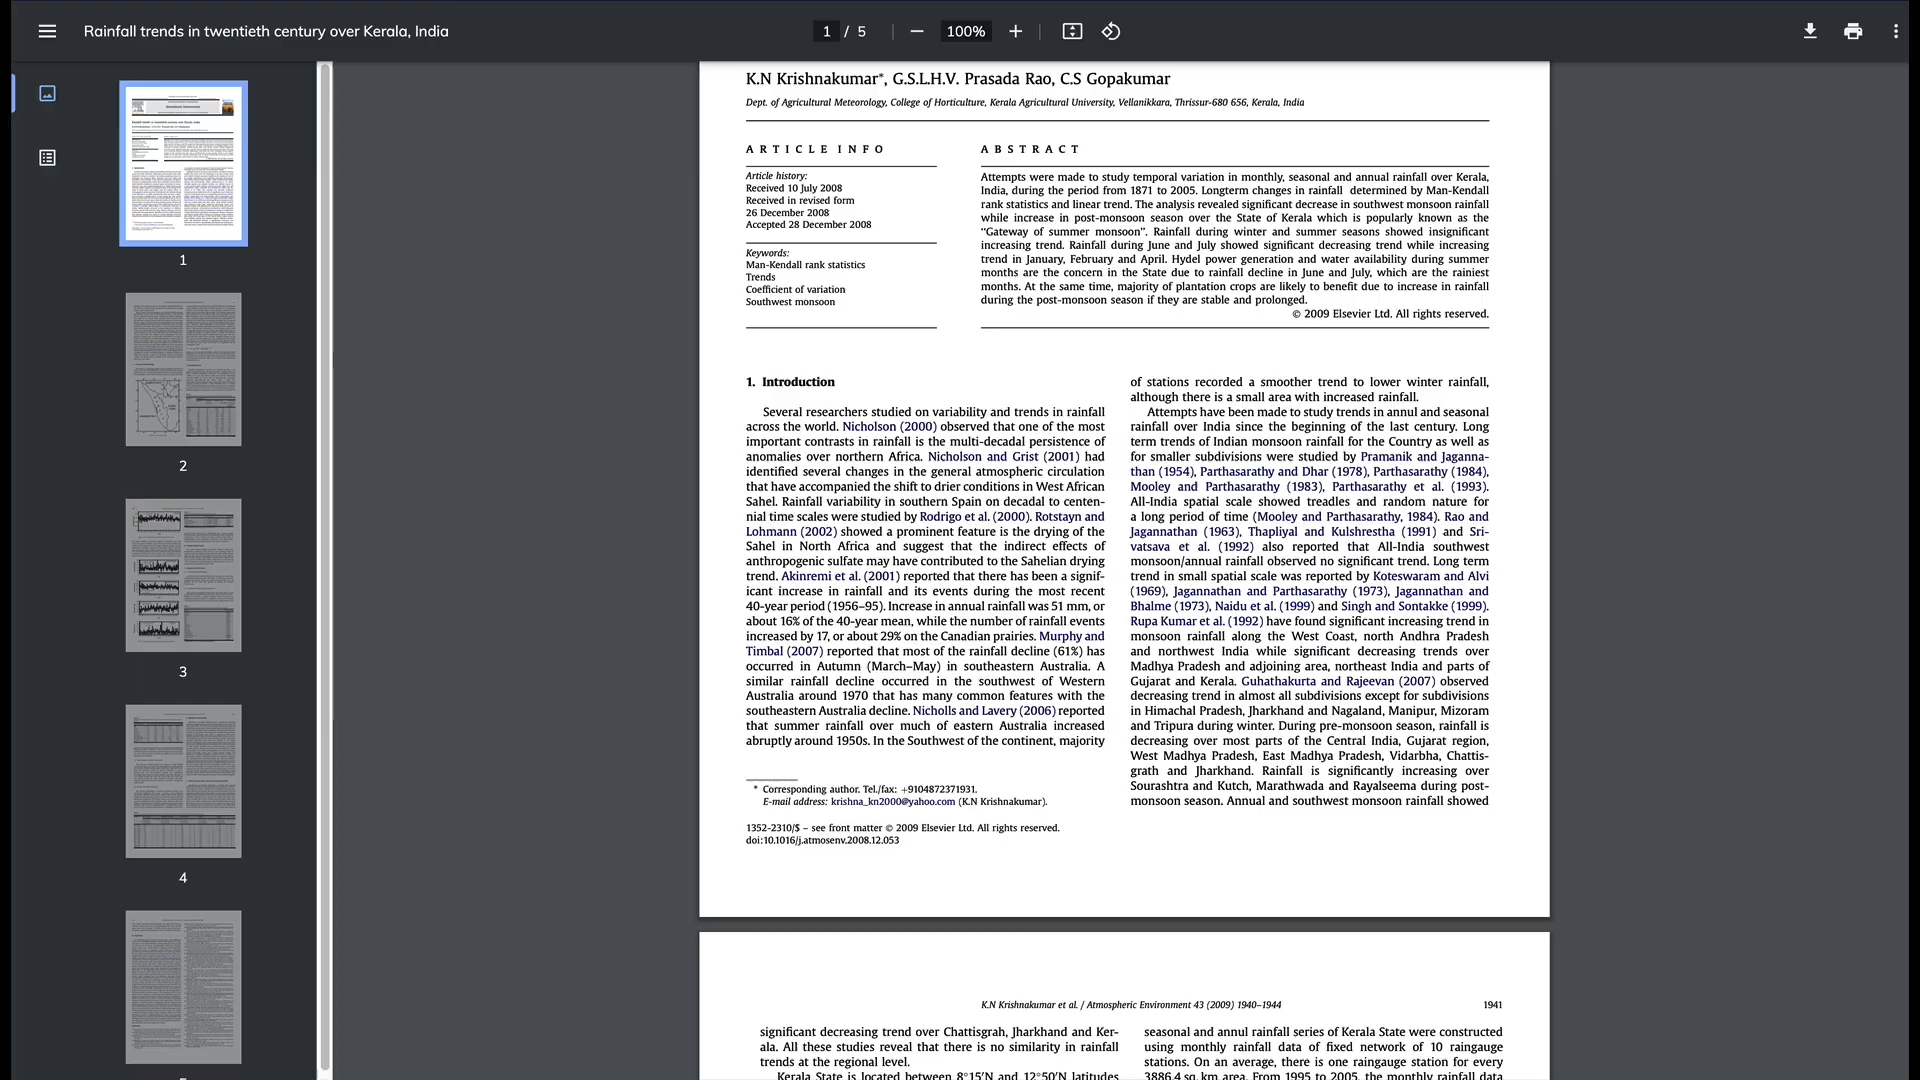 Rainfall trends in twentieth century over Kerala, India
1 / 5
100%
1
2
3
4
K.N Krishnakumar*, G.S.L.H.V. Prasada Rao, C.S Gopakumar
Dept. of Agricultural Meteorology, College of Horticulture, Kerala Agricultural University, Vellanikkara, Thrissur-680 656, Kerala, India
ARTICLE INFO
Article history:
Received 10 July 2008
Received in revised form
26 December 2008
Accepted 28 December 2008
Keywords:
Man-Kendall rank statistics
Trends
Coefficient of variation
Southwest monsoon
ABSTRACT
Attempts were made to study temporal variation in monthly, seasonal and annual rainfall over Kerala,
India, during the period from 1871 to 2005. Longterm changes in rainfall determined by Man-Kendall
rank statistics and linear trend. The analysis revealed significant decrease in southwest monsoon rainfall
while increase in post-monsoon season over the State of Kerala which is popularly known as the
"Gateway of summer monsoon". Rainfall during winter and summer seasons showed insignificant
increasing trend. Rainfall during June and July showed significant decreasing trend while increasing
trend in January, February and April. Hydel power generation and water availability during summer
months are the concern in the State due to rainfall decline in June and July, which are the rainiest
months. At the same time, majority of plantation crops are likely to benefit due to increase in rainfall
during the post-monsoon season if they are stable and prolonged.
© 2009 Elsevier Ltd. All rights reserved.
1. Introduction
Several researchers studied on variability and trends in rainfall
across the world. Nicholson (2000) observed that one of the most
important contrasts in rainfall is the multi-decadal persistence of
anomalies over northern Africa. Nicholson and Grist (2001) had
identified several changes in the general atmospheric circulation
that have accompanied the shift to drier conditions in West African
Sahel. Rainfall variability in southern Spain on decadal to centen-
nial time scales were studied by Rodrigo et al. (2000). Rotstayn and
Lohmann (2002) showed a prominent feature is the drying of the
Sahel in North Africa and suggest that the indirect effects of
anthropogenic sulfate may have contributed to the Sahelian drying
trend. Akinremi et al. (2001) reported that there has been a signif-
icant increase in rainfall and its events during the most recent
40-year period (1956–95). Increase in annual rainfall was 51 mm, or
about 16% of the 40-year mean, while the number of rainfall events
increased by 17, or about 29% on the Canadian prairies. Murphy and
Timbal (2007) reported that most of the rainfall decline (61%) has
occurred in Autumn (March–May) in southeastern Australia. A
similar rainfall decline occurred in the southwest of Western
Australia around 1970 that has many common features with the
southeastern Australia decline. Nicholls and Lavery (2006) reported
that summer rainfall over much of eastern Australia increased
abruptly around 1950s. In the Southwest of the continent, majority
* Corresponding author. Tel./fax: +9104872371931.
E-mail address: krishna_kn2000@yahoo.com (K.N Krishnakumar).
1352-2310/$ – see front matter © 2009 Elsevier Ltd. All rights reserved.
doi:10.1016/j.atmosenv.2008.12.053
of stations recorded a smoother trend to lower winter rainfall,
although there is a small area with increased rainfall.
Attempts have been made to study trends in annul and seasonal
rainfall over India since the beginning of the last century. Long
term trends of Indian monsoon rainfall for the Country as well as
for smaller subdivisions were studied by Pramanik and Jaganna-
than (1954), Parthasarathy and Dhar (1978), Parthasarathy (1984),
Mooley and Parthasarathy (1983), Parthasarathy et al. (1993).
All-India spatial scale showed treadles and random nature for
a long period of time (Mooley and Parthasarathy, 1984). Rao and
Jagannathan (1963), Thapliyal and Kulshrestha (1991) and Sri-
vatsava et al. (1992) also reported that All-India southwest
monsoon/annual rainfall observed no significant trend. Long term
trend in small spatial scale was reported by Koteswaram and Alvi
(1969), Jagannathan and Parthasarathy (1973), Jagannathan and
Bhalme (1973), Naidu et al. (1999) and Singh and Sontakke (1999).
Rupa Kumar et al. (1992) have found significant increasing trend in
monsoon rainfall along the West Coast, north Andhra Pradesh
and northwest India while significant decreasing trends over
Madhya Pradesh and adjoining area, northeast India and parts of
Gujarat and Kerala. Guhathakurta and Rajeevan (2007) observed
decreasing trend in almost all subdivisions except for subdivisions
in Himachal Pradesh, Jharkhand and Nagaland, Manipur, Mizoram
and Tripura during winter. During pre-monsoon season, rainfall is
decreasing over most parts of the Central India, Gujarat region,
West Madhya Pradesh, East Madhya Pradesh, Vidarbha, Chattis-
grath and Jharkhand. Rainfall is significantly increasing over
Sourashtra and Kutch, Marathwada and Rayalseema during post-
monsoon season. Annual and southwest monsoon rainfall showed
K.N Krishnakumar et al. / Atmospheric Environment 43 (2009) 1940–1944
1941
significant decreasing trend over Chattisgrah, Jharkhand and Ker-
ala. All these studies reveal that there is no similarity in rainfall
trends at the regional level.
Kerala State is located between 8°15′N and 12°50′N latitudes
seasonal and annul rainfall series of Kerala State were constructed
using monthly rainfall data of fixed network of 10 raingauge
stations. On an average, there is one raingauge station for every
3886.4 sq. km area. From 1995 to 2005, the monthly rainfall data